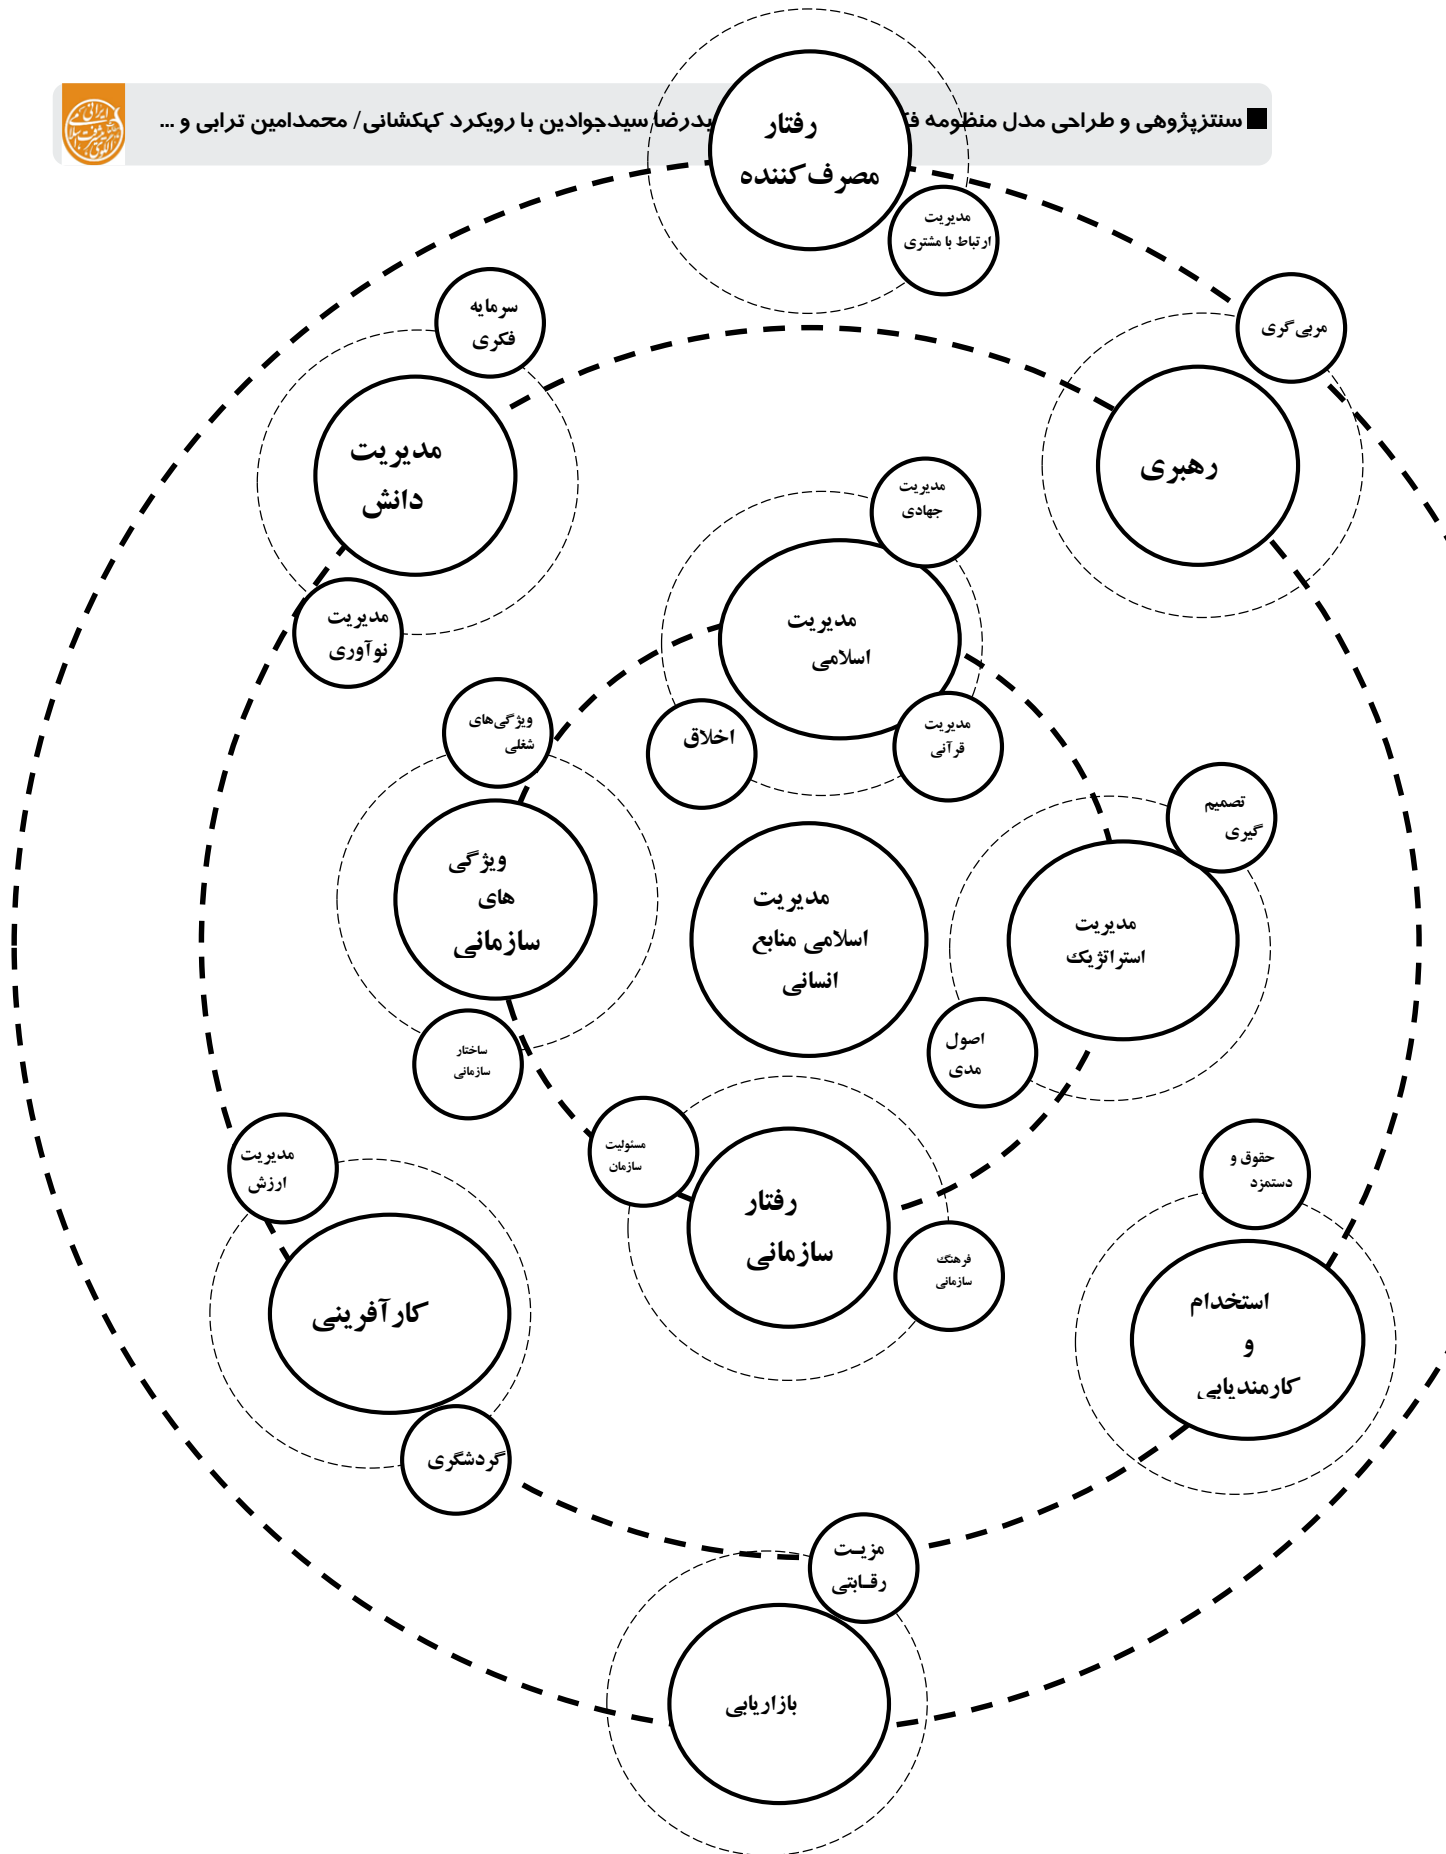 سنتزپژوهی و طراحی مدل منظومه بدرضا سیدجوادین با رویکرد کهکشانی/ محمدامین ترابی و ...
رفتار
مصرف کننده
مدیریت
ارتباط با مشتری
سرمایه
فکری
مربی گری
مدیریت
دانش
رهبری
مدیریت
جهادی
مدیریت
نوآوری
مدیریت
اسلامی
ویژگی‌های
شغلی
اخلاق
مدیریت
قرآنی
تصمیم
گیری
ویژگی
های
سازمانی
مدیریت
اسلامی منابع
انسانی
مدیریت
استراتژیک
ساختار
سازمانی
اصول
مدی
مدیریت
ارزش
مسئولیت
سازمان
حقوق و
دستمزد
رفتار
سازمانی
فرهنگ
سازمانی
کارآفرینی
استخدام
و
کارمندیابی
گردشگری
مزیت
رقابتی
بازاریابی